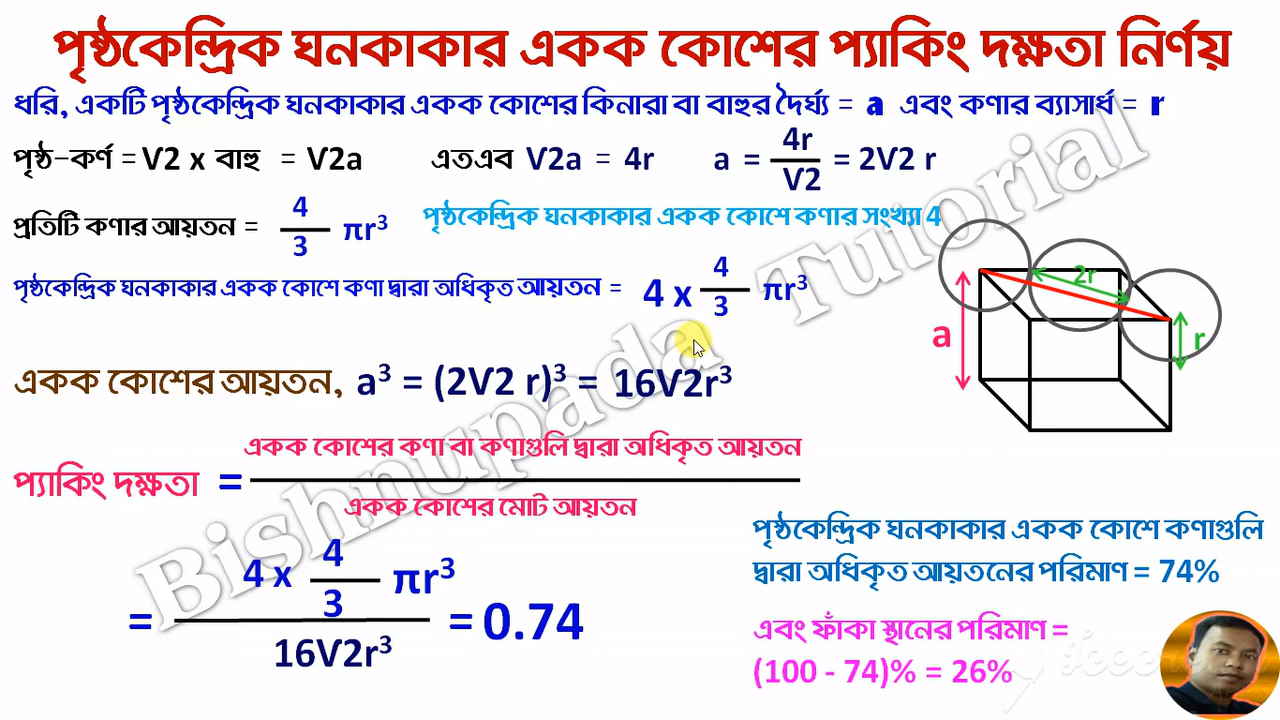 পৃষ্ঠকেন্দ্রিক ঘনকাকার একক কোশের প্যাকিং দক্ষতা নির্ণয়
ধরি, একটি পৃষ্ঠকেন্দ্রিক ঘনকাকার একক কোশের কিনারা বা বাহুর দৈর্ঘ্য = a এবং কণার ব্যাসার্ধ = r
পৃষ্ঠ-কর্ণ = V2 x বাহু = V2a এতএব V2a = 4r a = 4r / V2 = 2V2 r
প্রতিটি কণার আয়তন = 4/3 πr³ পৃষ্ঠকেন্দ্রিক ঘনকাকার একক কোশে কণার সংখ্যা 4
পৃষ্ঠকেন্দ্রিক ঘনকাকার একক কোশে কণা দ্বারা অধিকৃত আয়তন = 4 x 4/3 πr³
2r
a
r
একক কোশের আয়তন, a³ = (2V2 r)³ = 16V2r³
একক কোশের কণা বা কণাগুলি দ্বারা অধিকৃত আয়তন
প্যাকিং দক্ষতা =
একক কোশের মোট আয়তন
= 4 x 4/3 πr³ / 16V2r³ = 0.74
পৃষ্ঠকেন্দ্রিক ঘনকাকার একক কোশে কণাগুলি
দ্বারা অধিকৃত আয়তনের পরিমাণ = 74%
এবং ফাঁকা স্থানের পরিমাণ =
(100 - 74)% = 26%
Bishnupada Tutorial